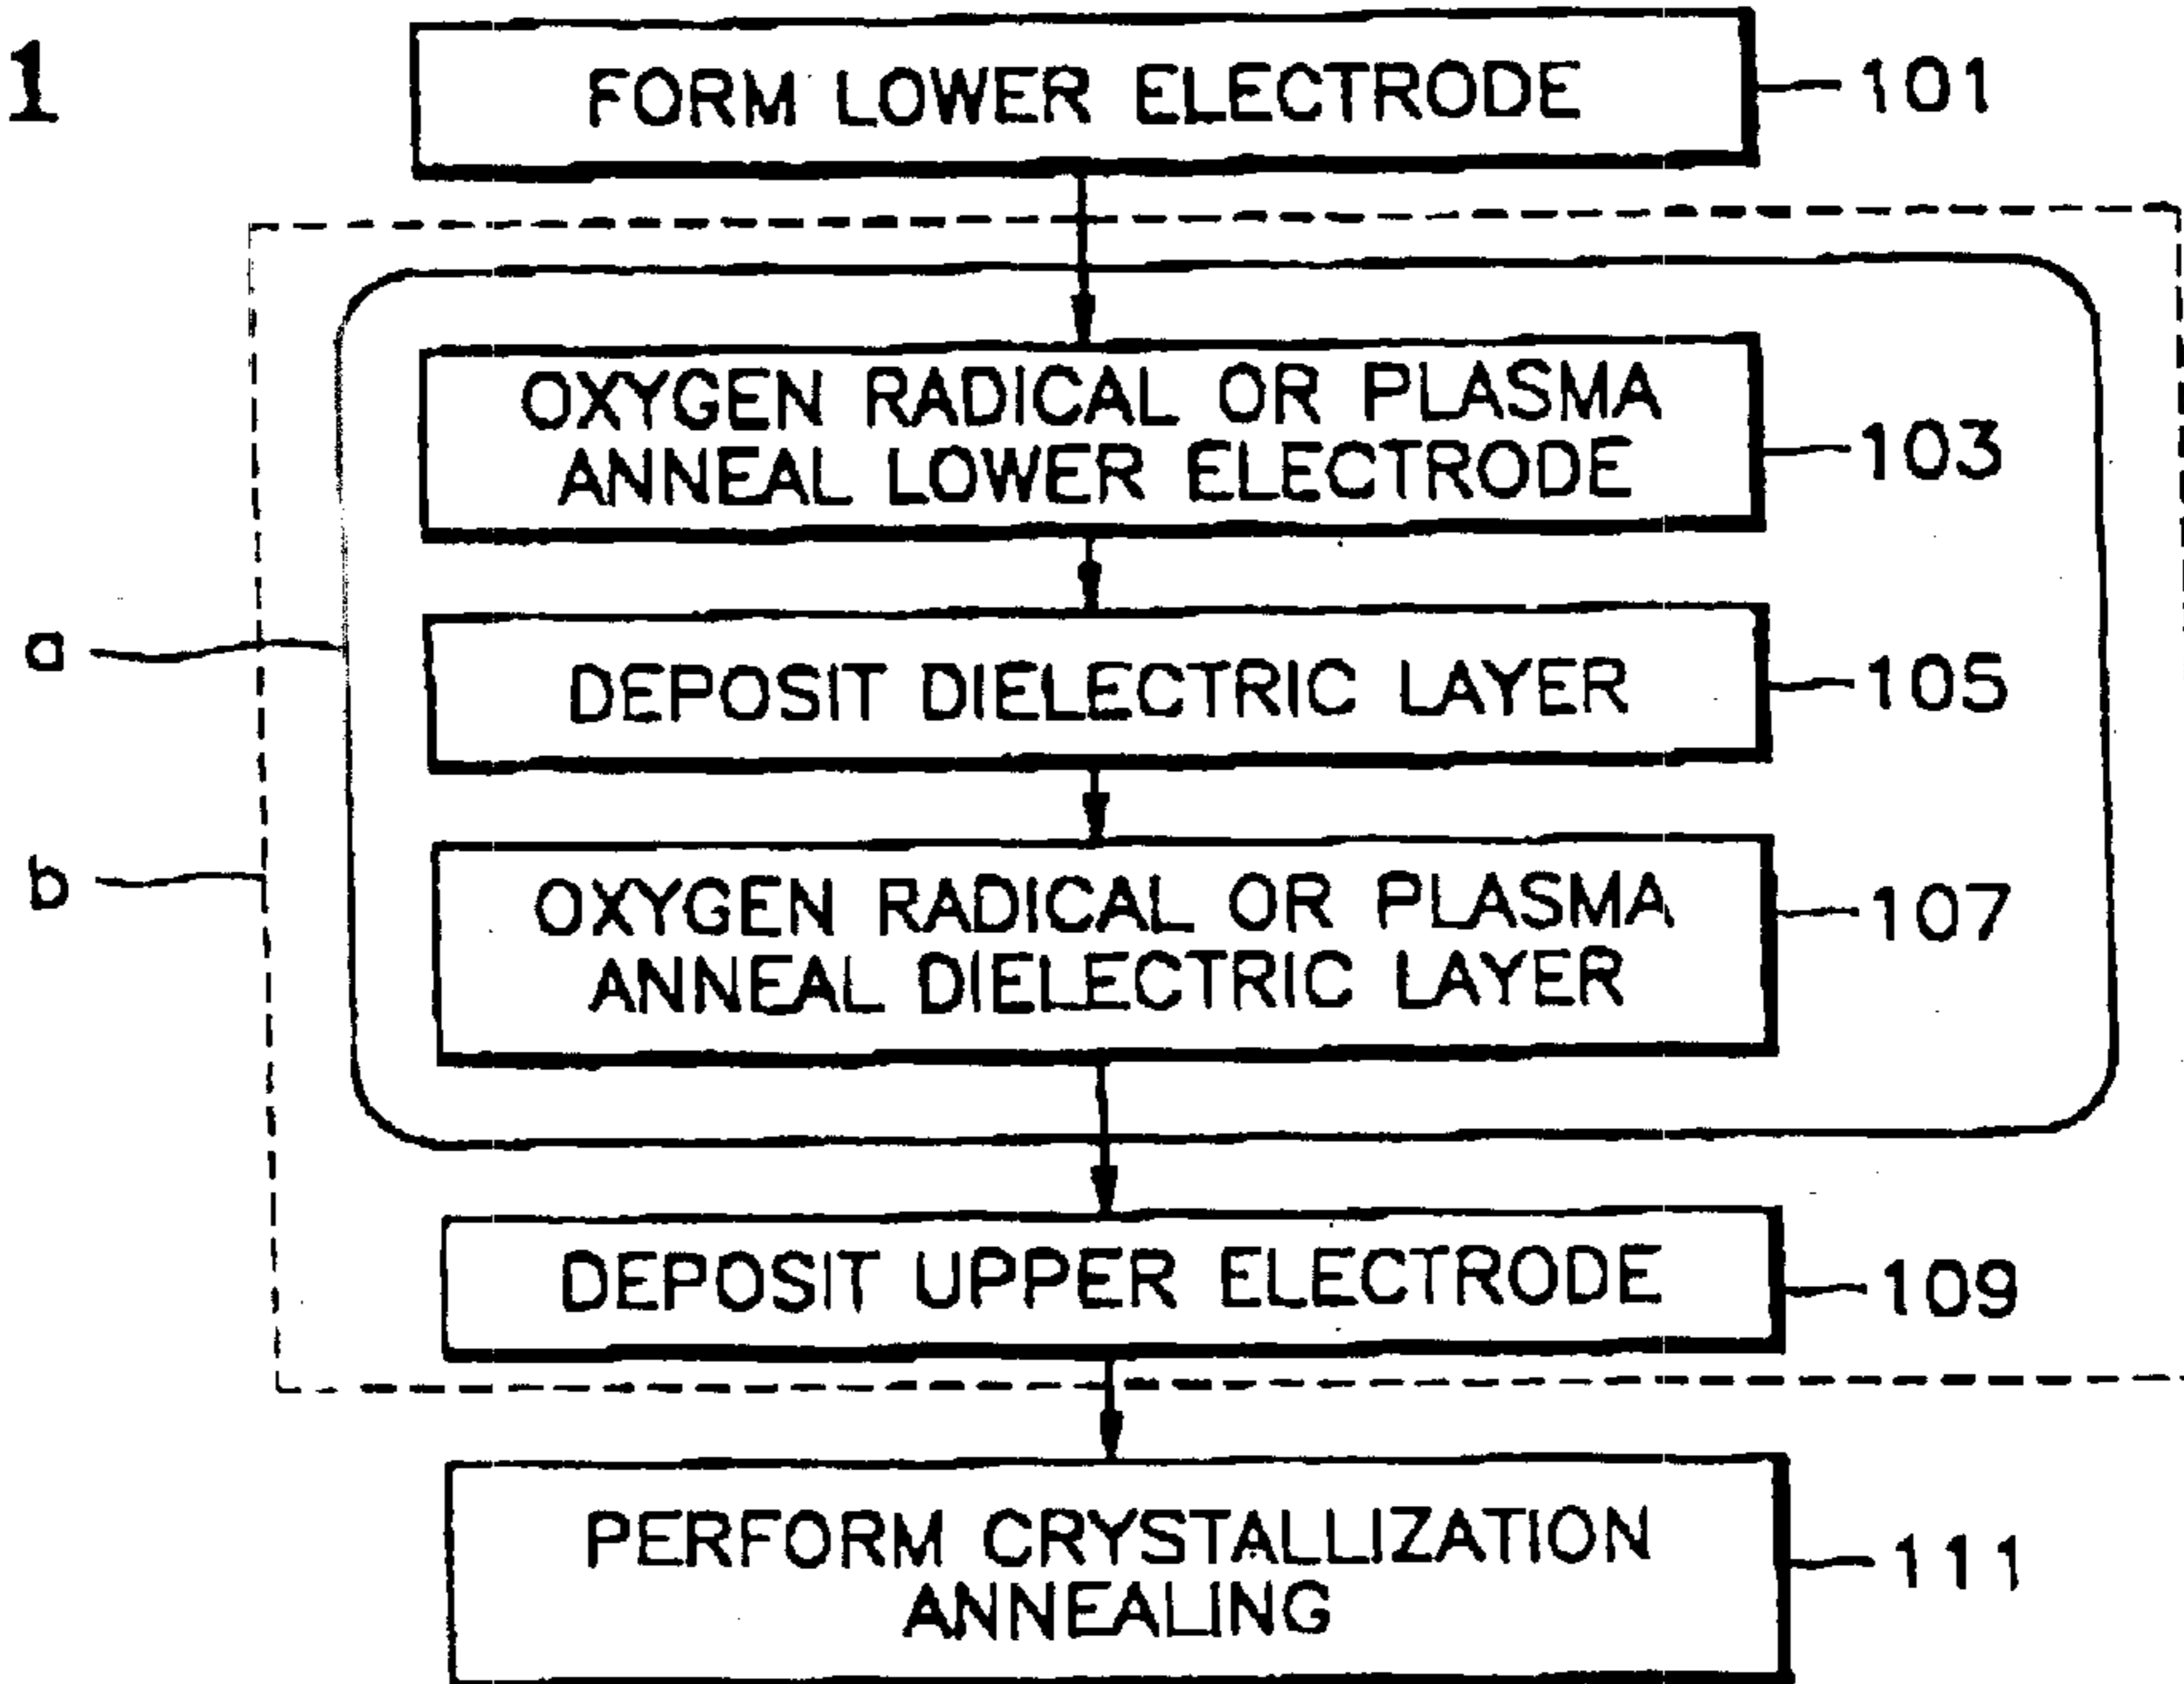 1
FORM LOWER ELECTRODE
101
OXYGEN RADICAL OR PLASMA
ANNEAL LOWER ELECTRODE
103
a
DEPOSIT DIELECTRIC LAYER
105
b
OXYGEN RADICAL OR PLASMA
ANNEAL DIELECTRIC LAYER
107
DEPOSIT UPPER ELECTRODE
109
PERFORM CRYSTALLIZATION
ANNEALING
111